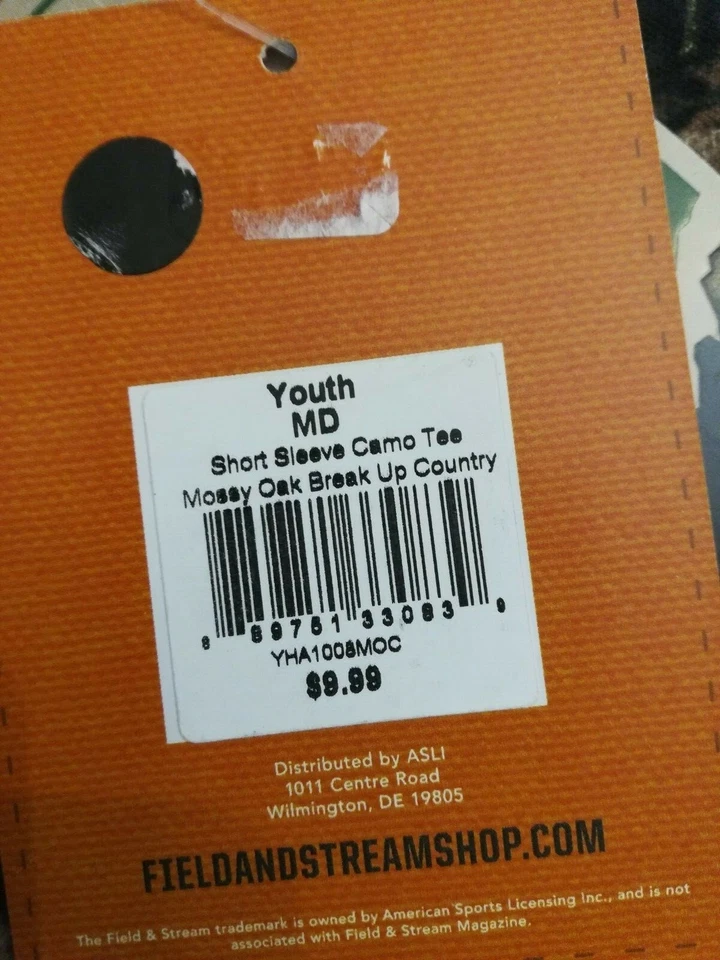 Youth
MD
Short Sleeve Camo Tee
Mossy Oak Break Up Country
8 89751 33083 9
YHA1008MOC
$9.99
Distributed by ASLI
1011 Centre Road
Wilmington, DE 19805
FIELDANDSTREAMSHOP.COM
The Field & Stream trademark is owned by American Sports Licensing Inc., and is not
associated with Field & Stream Magazine.